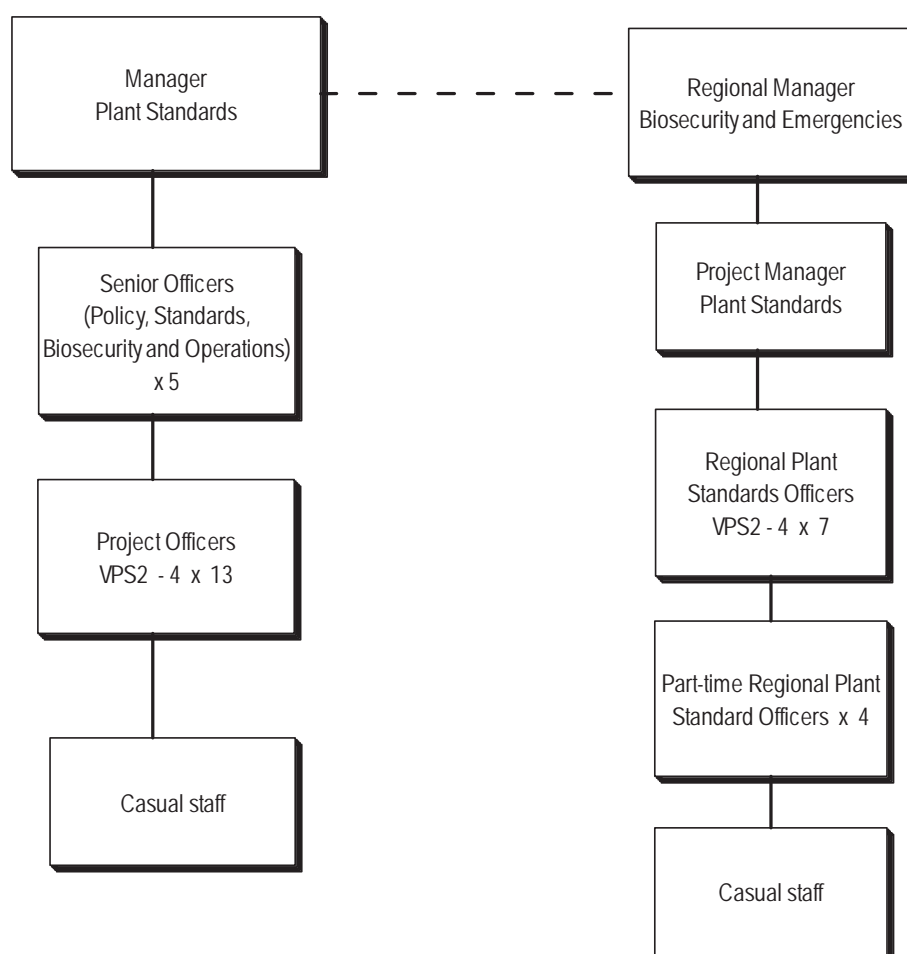 Manager
Plant Standards
Regional Manager
Biosecurity and Emergencies
Senior Officers
(Policy, Standards,
Biosecurity and Operations)
x 5
Project Manager
Plant Standards
Regional Plant
Standards Officers
VPS2 - 4 x 7
Project Officers
VPS2 - 4 x 13
Part-time Regional Plant
Standard Officers x 4
Casual staff
Casual staff